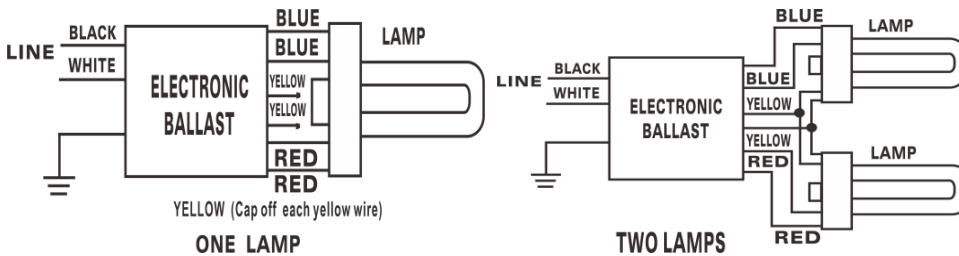 BLUE
BLACK
LINE
BLUE
LAMP
WHITE
ELECTRONIC
BALLAST
YELLOW
YELLOW
RED
RED
YELLOW (Cap off each yellow wire)
ONE LAMP
BLUE
LAMP
BLACK
LINE
BLUE
WHITE
ELECTRONIC
BALLAST
YELLOW
YELLOW
RED
LAMP
RED
TWO LAMPS